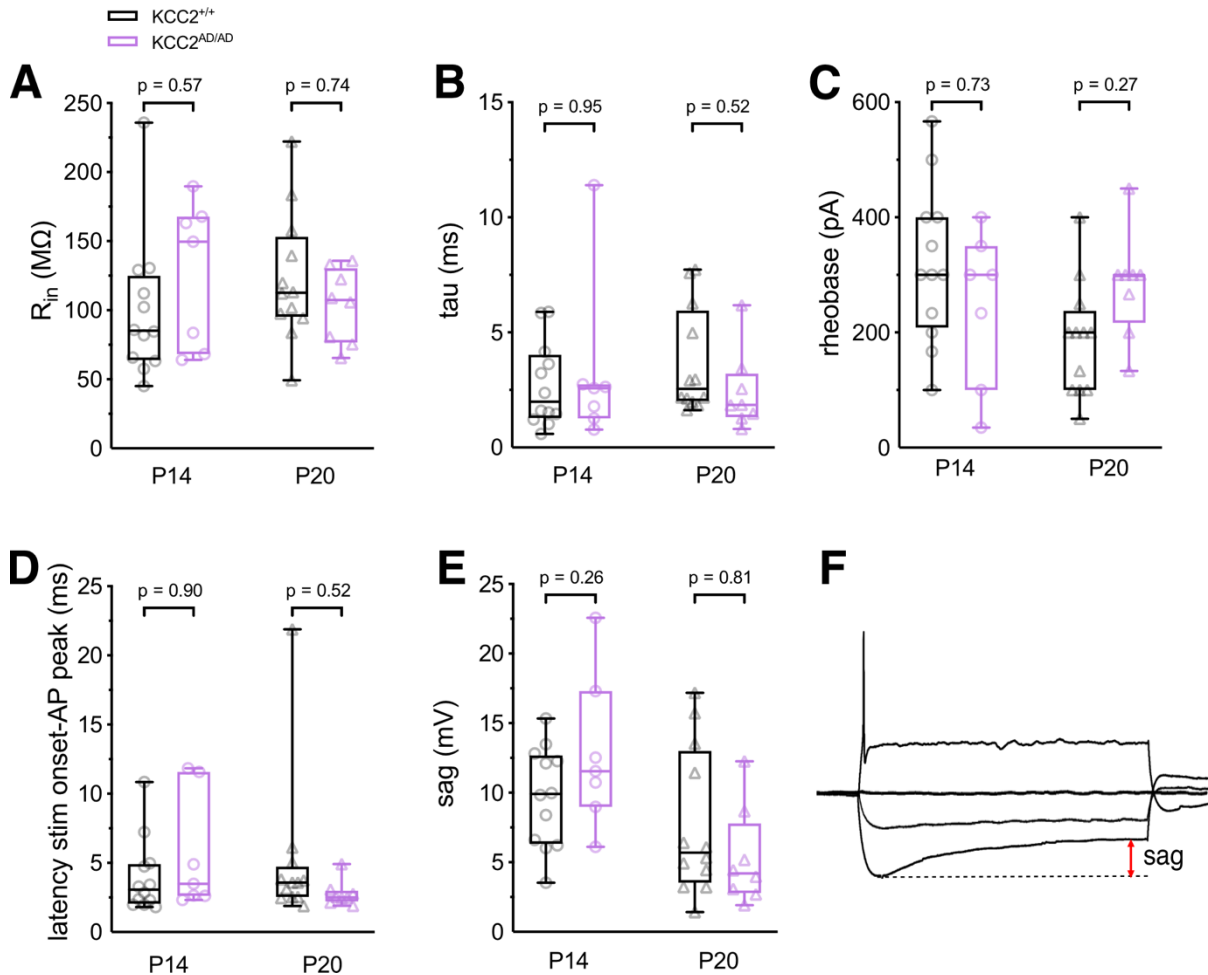 KCC2+/+
KCC2AD/AD
A
p = 0.57
p = 0.74
250
200
150
100
50
0
Rin (MΩ)
P14
P20
B
p = 0.95
p = 0.52
15
10
5
0
tau (ms)
P14
P20
C
p = 0.73
p = 0.27
600
400
200
0
rheobase (pA)
P14
P20
D
p = 0.90
p = 0.52
25
20
15
10
5
0
latency stim onset-AP peak (ms)
P14
P20
E
p = 0.26
p = 0.81
25
20
15
10
5
0
sag (mV)
P14
P20
F
sag